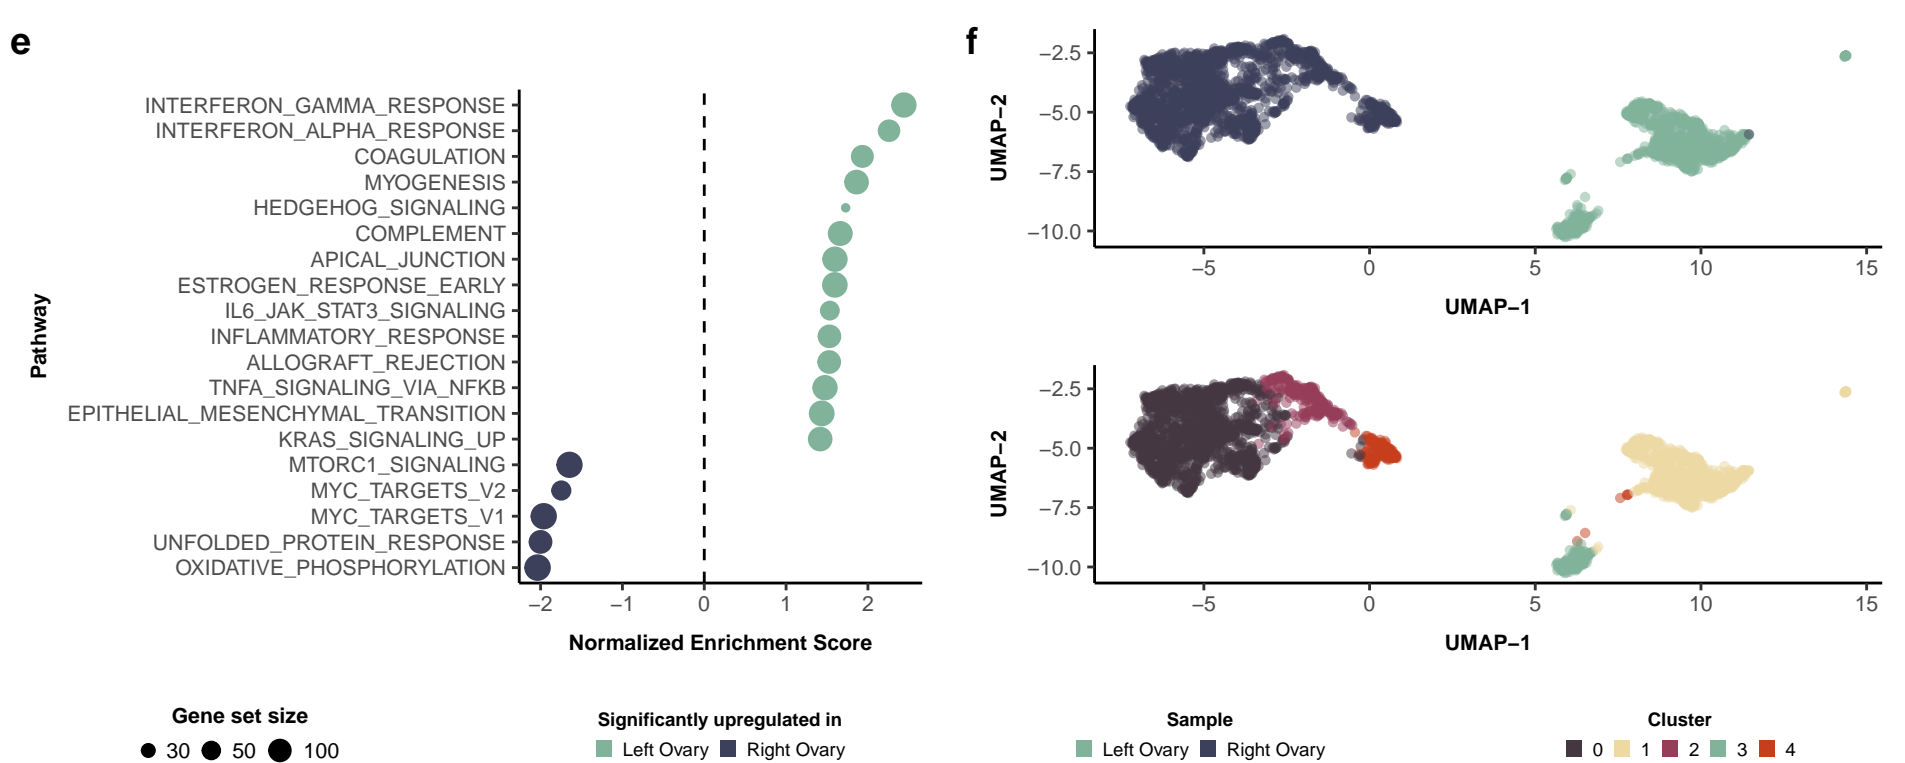 e
Pathway
INTERFERON_GAMMA_RESPONSE
INTERFERON_ALPHA_RESPONSE
COAGULATION
MYOGENESIS
HEDGEHOG_SIGNALING
COMPLEMENT
APICAL_JUNCTION
ESTROGEN_RESPONSE_EARLY
IL6_JAK_STAT3_SIGNALING
INFLAMMATORY_RESPONSE
ALLOGRAFT_REJECTION
TNFA_SIGNALING_VIA_NFKB
EPITHELIAL_MESENCHYMAL_TRANSITION
KRAS_SIGNALING_UP
MTORC1_SIGNALING
MYC_TARGETS_V2
MYC_TARGETS_V1
UNFOLDED_PROTEIN_RESPONSE
OXIDATIVE_PHOSPHORYLATION
−2 −1 0 1 2
Normalized Enrichment Score
Gene set size
30 50 100
Significantly upregulated in
Left Ovary Right Ovary
f
UMAP−2
−2.5
−5.0
−7.5
−10.0
−5 0 5 10 15
UMAP−1
UMAP−2
−2.5
−5.0
−7.5
−10.0
−5 0 5 10 15
UMAP−1
Sample
Left Ovary Right Ovary
Cluster
0 1 2 3 4